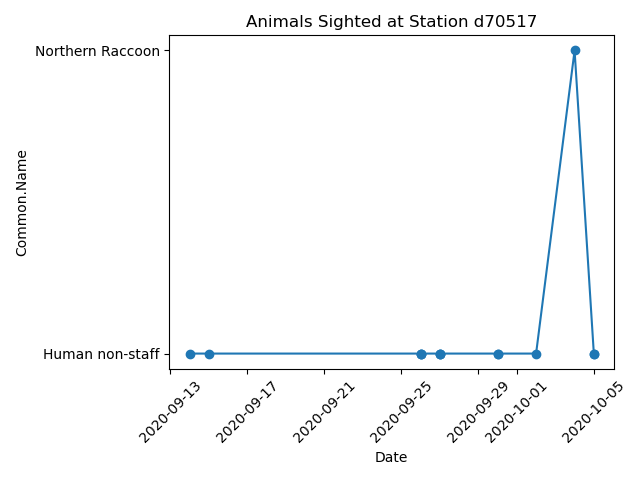 Animals Sighted at Station d70517
Northern Raccoon
Common.Name
Human non-staff
2020-09-13
2020-09-17
2020-09-21
2020-09-25
2020-09-29
2020-10-01
2020-10-05
Date